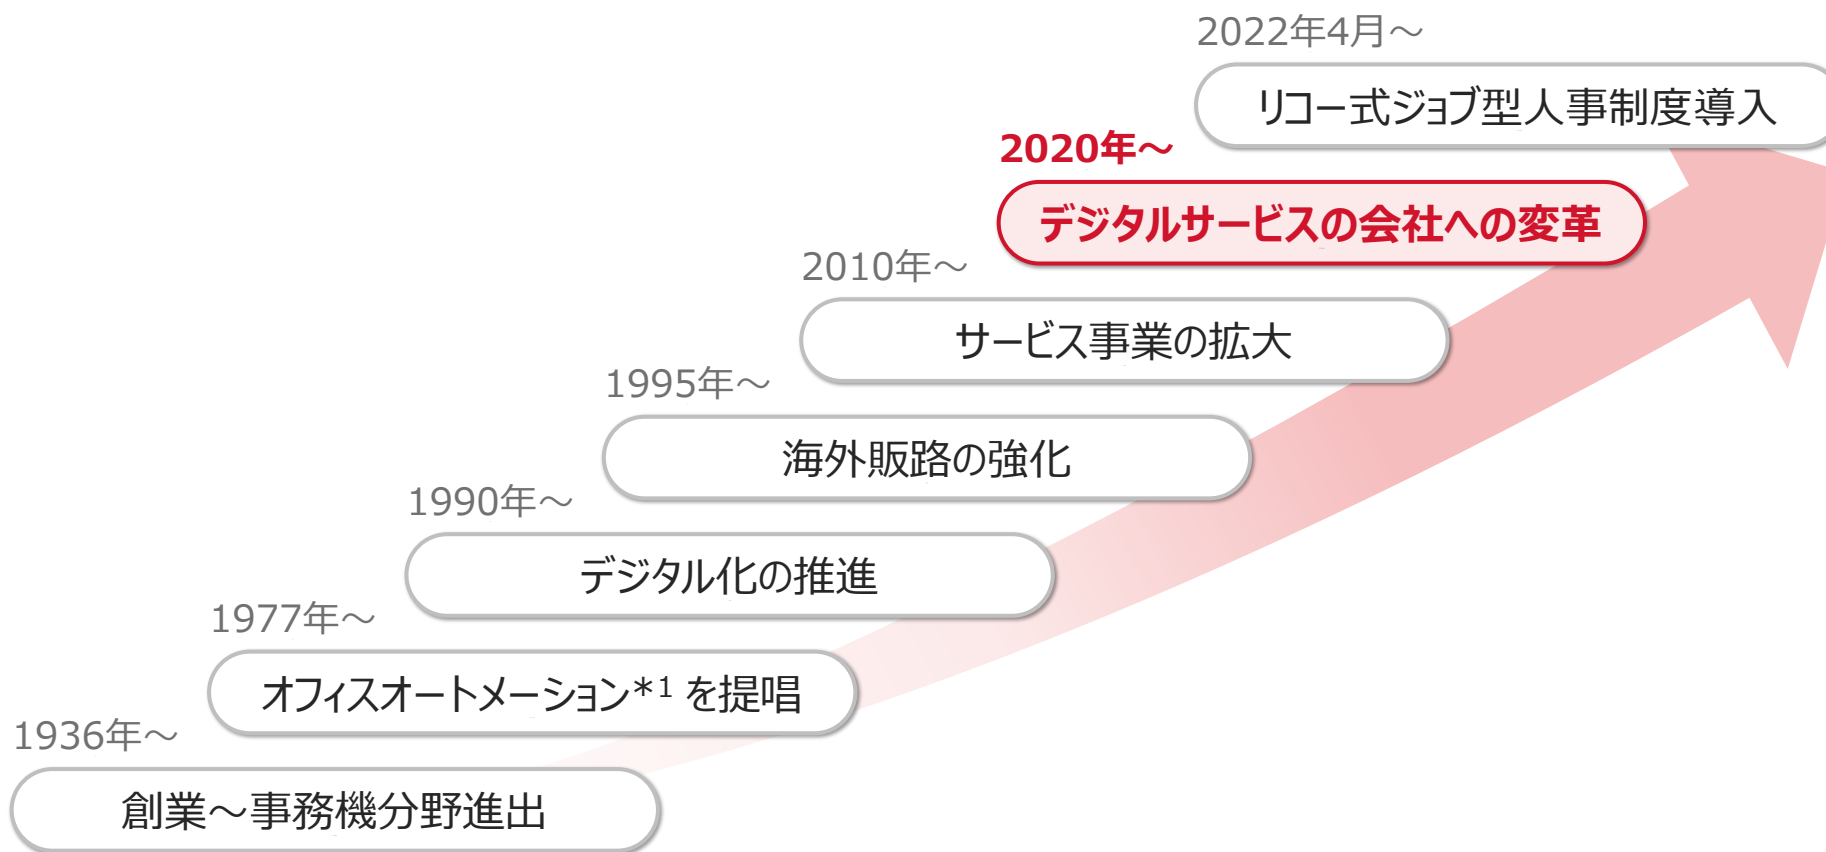 2022年4月～
リコー式ジョブ型人事制度導入
2020年～
デジタルサービスの会社への変革
2010年～
サービス事業の拡大
1995年～
海外販路の強化
1990年～
デジタル化の推進
1977年～
オフィスオートメーション*1 を提唱
1936年～
創業～事務機分野進出